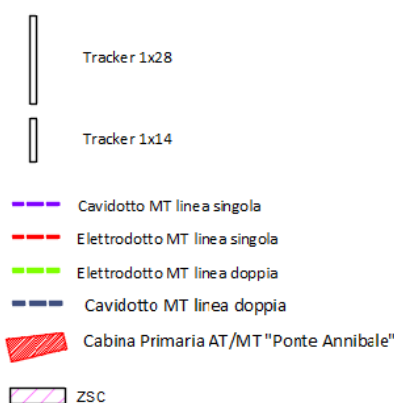 Tracker 1x28
Tracker 1x14
Cavidotto MT linea singola
Elettrodotto MT linea singola
Elettrodotto MT linea doppia
Cavidotto MT linea doppia
Cabina Primaria AT/MT "Ponte Annibale"
ZSC